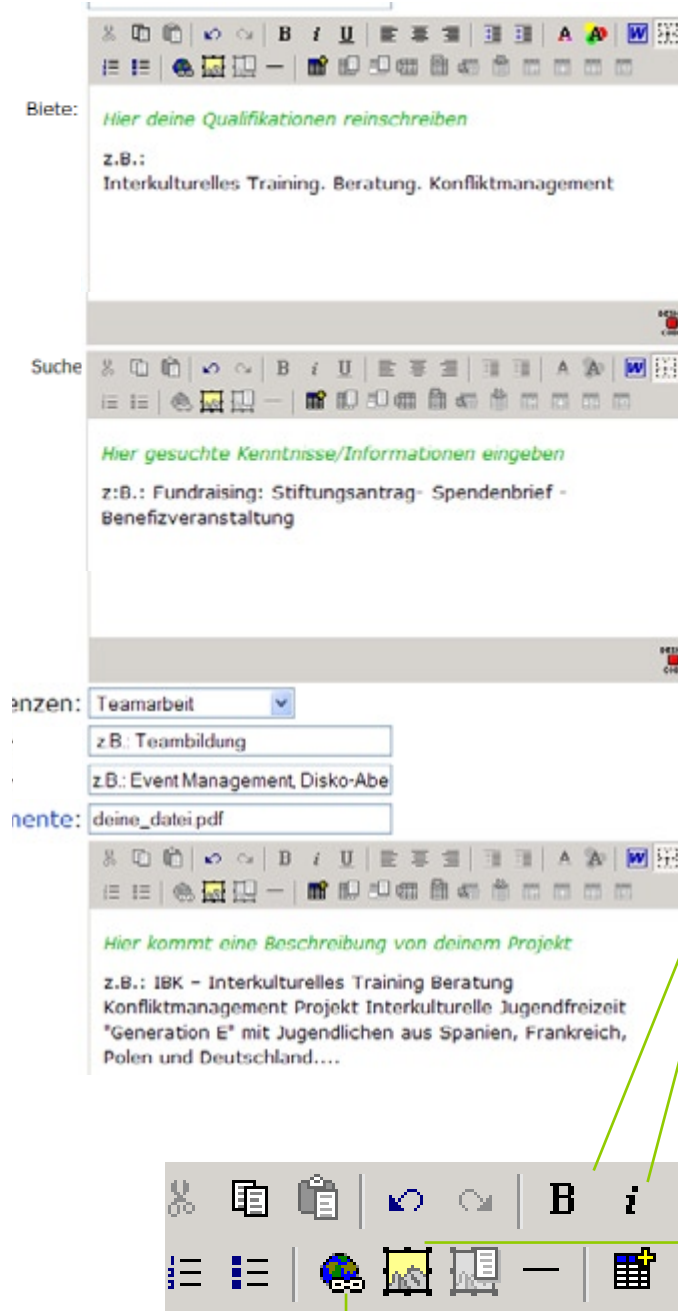 B i U A W
Biete:
Hier deine Qualifikationen reinschreiben
z.B.:
Interkulturelles Training. Beratung. Konfliktmanagement
Suche
B i U A W
Hier gesuchte Kenntnisse/Informationen eingeben
z:B.: Fundraising: Stiftungsantrag- Spendenbrief -
Benefizveranstaltung
enzen: Teamarbeit
z.B.: Teambildung
z.B.: Event Management, Disko-Abe
mente: deine_datei.pdf
B i U A W
Hier kommt eine Beschreibung von deinem Projekt
z.B.: IBK – Interkulturelles Training Beratung
Konfliktmanagement Projekt Interkulturelle Jugendfreizeit
"Generation E" mit Jugendlichen aus Spanien, Frankreich,
Polen und Deutschland....
B i